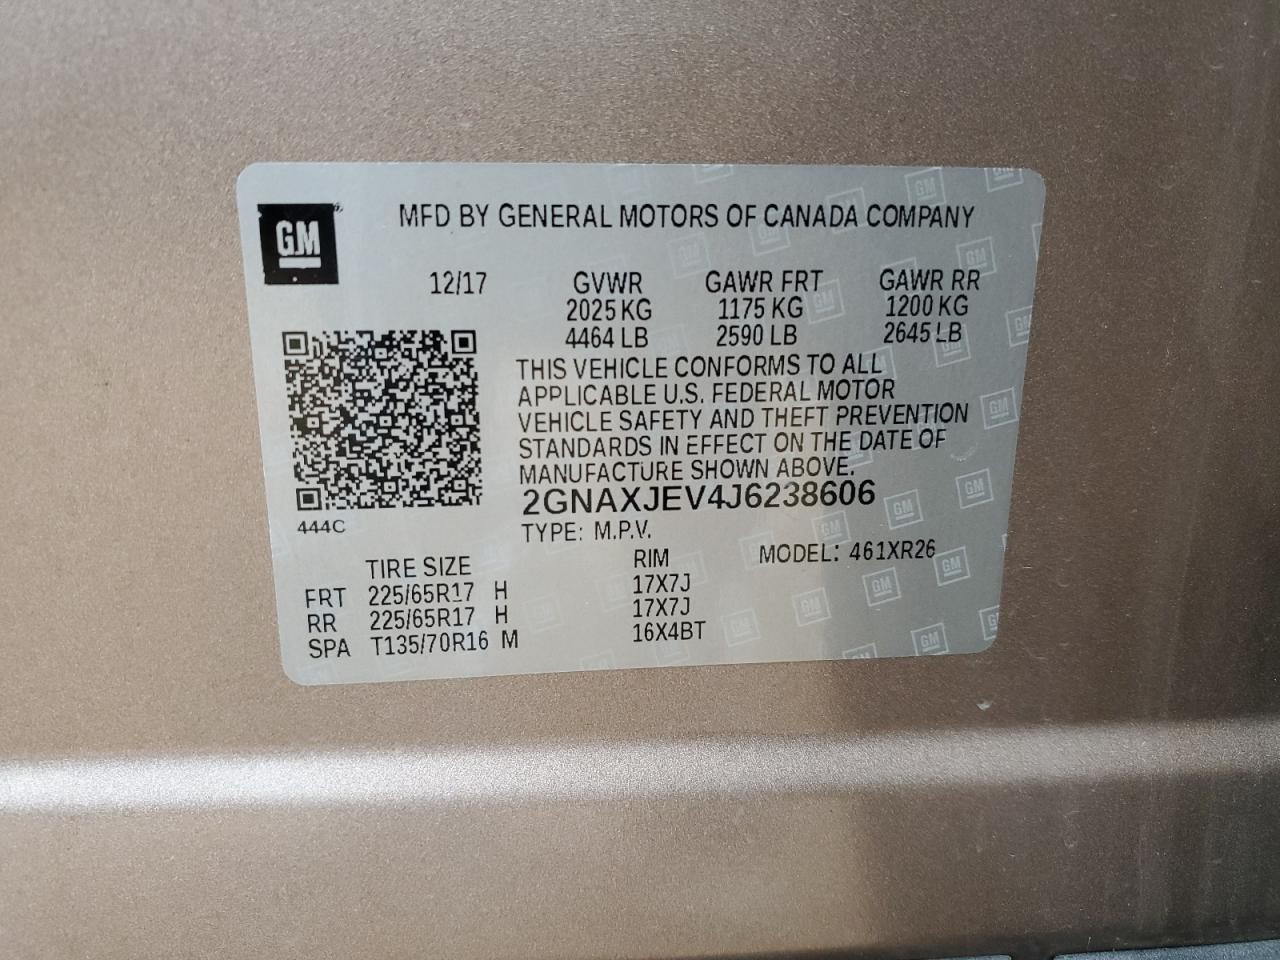 GM
MFD BY GENERAL MOTORS OF CANADA COMPANY
12/17 GVWR GAWR FRT GAWR RR
2025 KG 1175 KG 1200 KG
4464 LB 2590 LB 2645 LB
THIS VEHICLE CONFORMS TO ALL
APPLICABLE U.S. FEDERAL MOTOR
VEHICLE SAFETY AND THEFT PREVENTION
STANDARDS IN EFFECT ON THE DATE OF
MANUFACTURE SHOWN ABOVE.
2GNAXJEV4J6238606
444C
TYPE: M.P.V.
TIRE SIZE RIM MODEL: 461XR26
FRT 225/65R17 H 17X7J
RR 225/65R17 H 17X7J
SPA T135/70R16 M 16X4BT